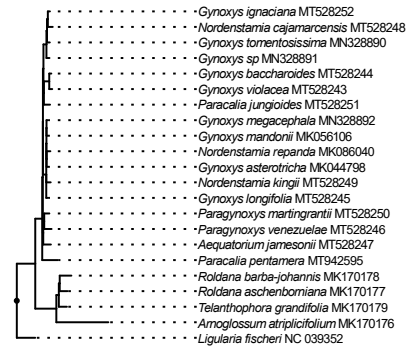 Gynoxys ignaciana MT528252
Nordenstamia cajamarcensis MT528248
Gynoxys tomentosissima MN328890
Gynoxys sp MN328891
Gynoxys baccharoides MT528244
Gynoxys violacea MT528243
Paracalia jungioides MT528251
Gynoxys megacephala MN328892
Gynoxys mandonii MK056106
Nordenstamia repanda MK086040
Gynoxys asterotricha MK044798
Nordenstamia kingii MT528249
Gynoxys longifolia MT528245
Paragynoxys martingrantii MT528250
Paragynoxys venezuelae MT528246
Aequatorium jamesonii MT528247
Paracalia pentamera MT942595
Roldana barba-johannis MK170178
Roldana aschenborniana MK170177
Telanthophora grandifolia MK170179
Arnoglossum atriplicifolium MK170176
Ligularia fischeri NC 039352